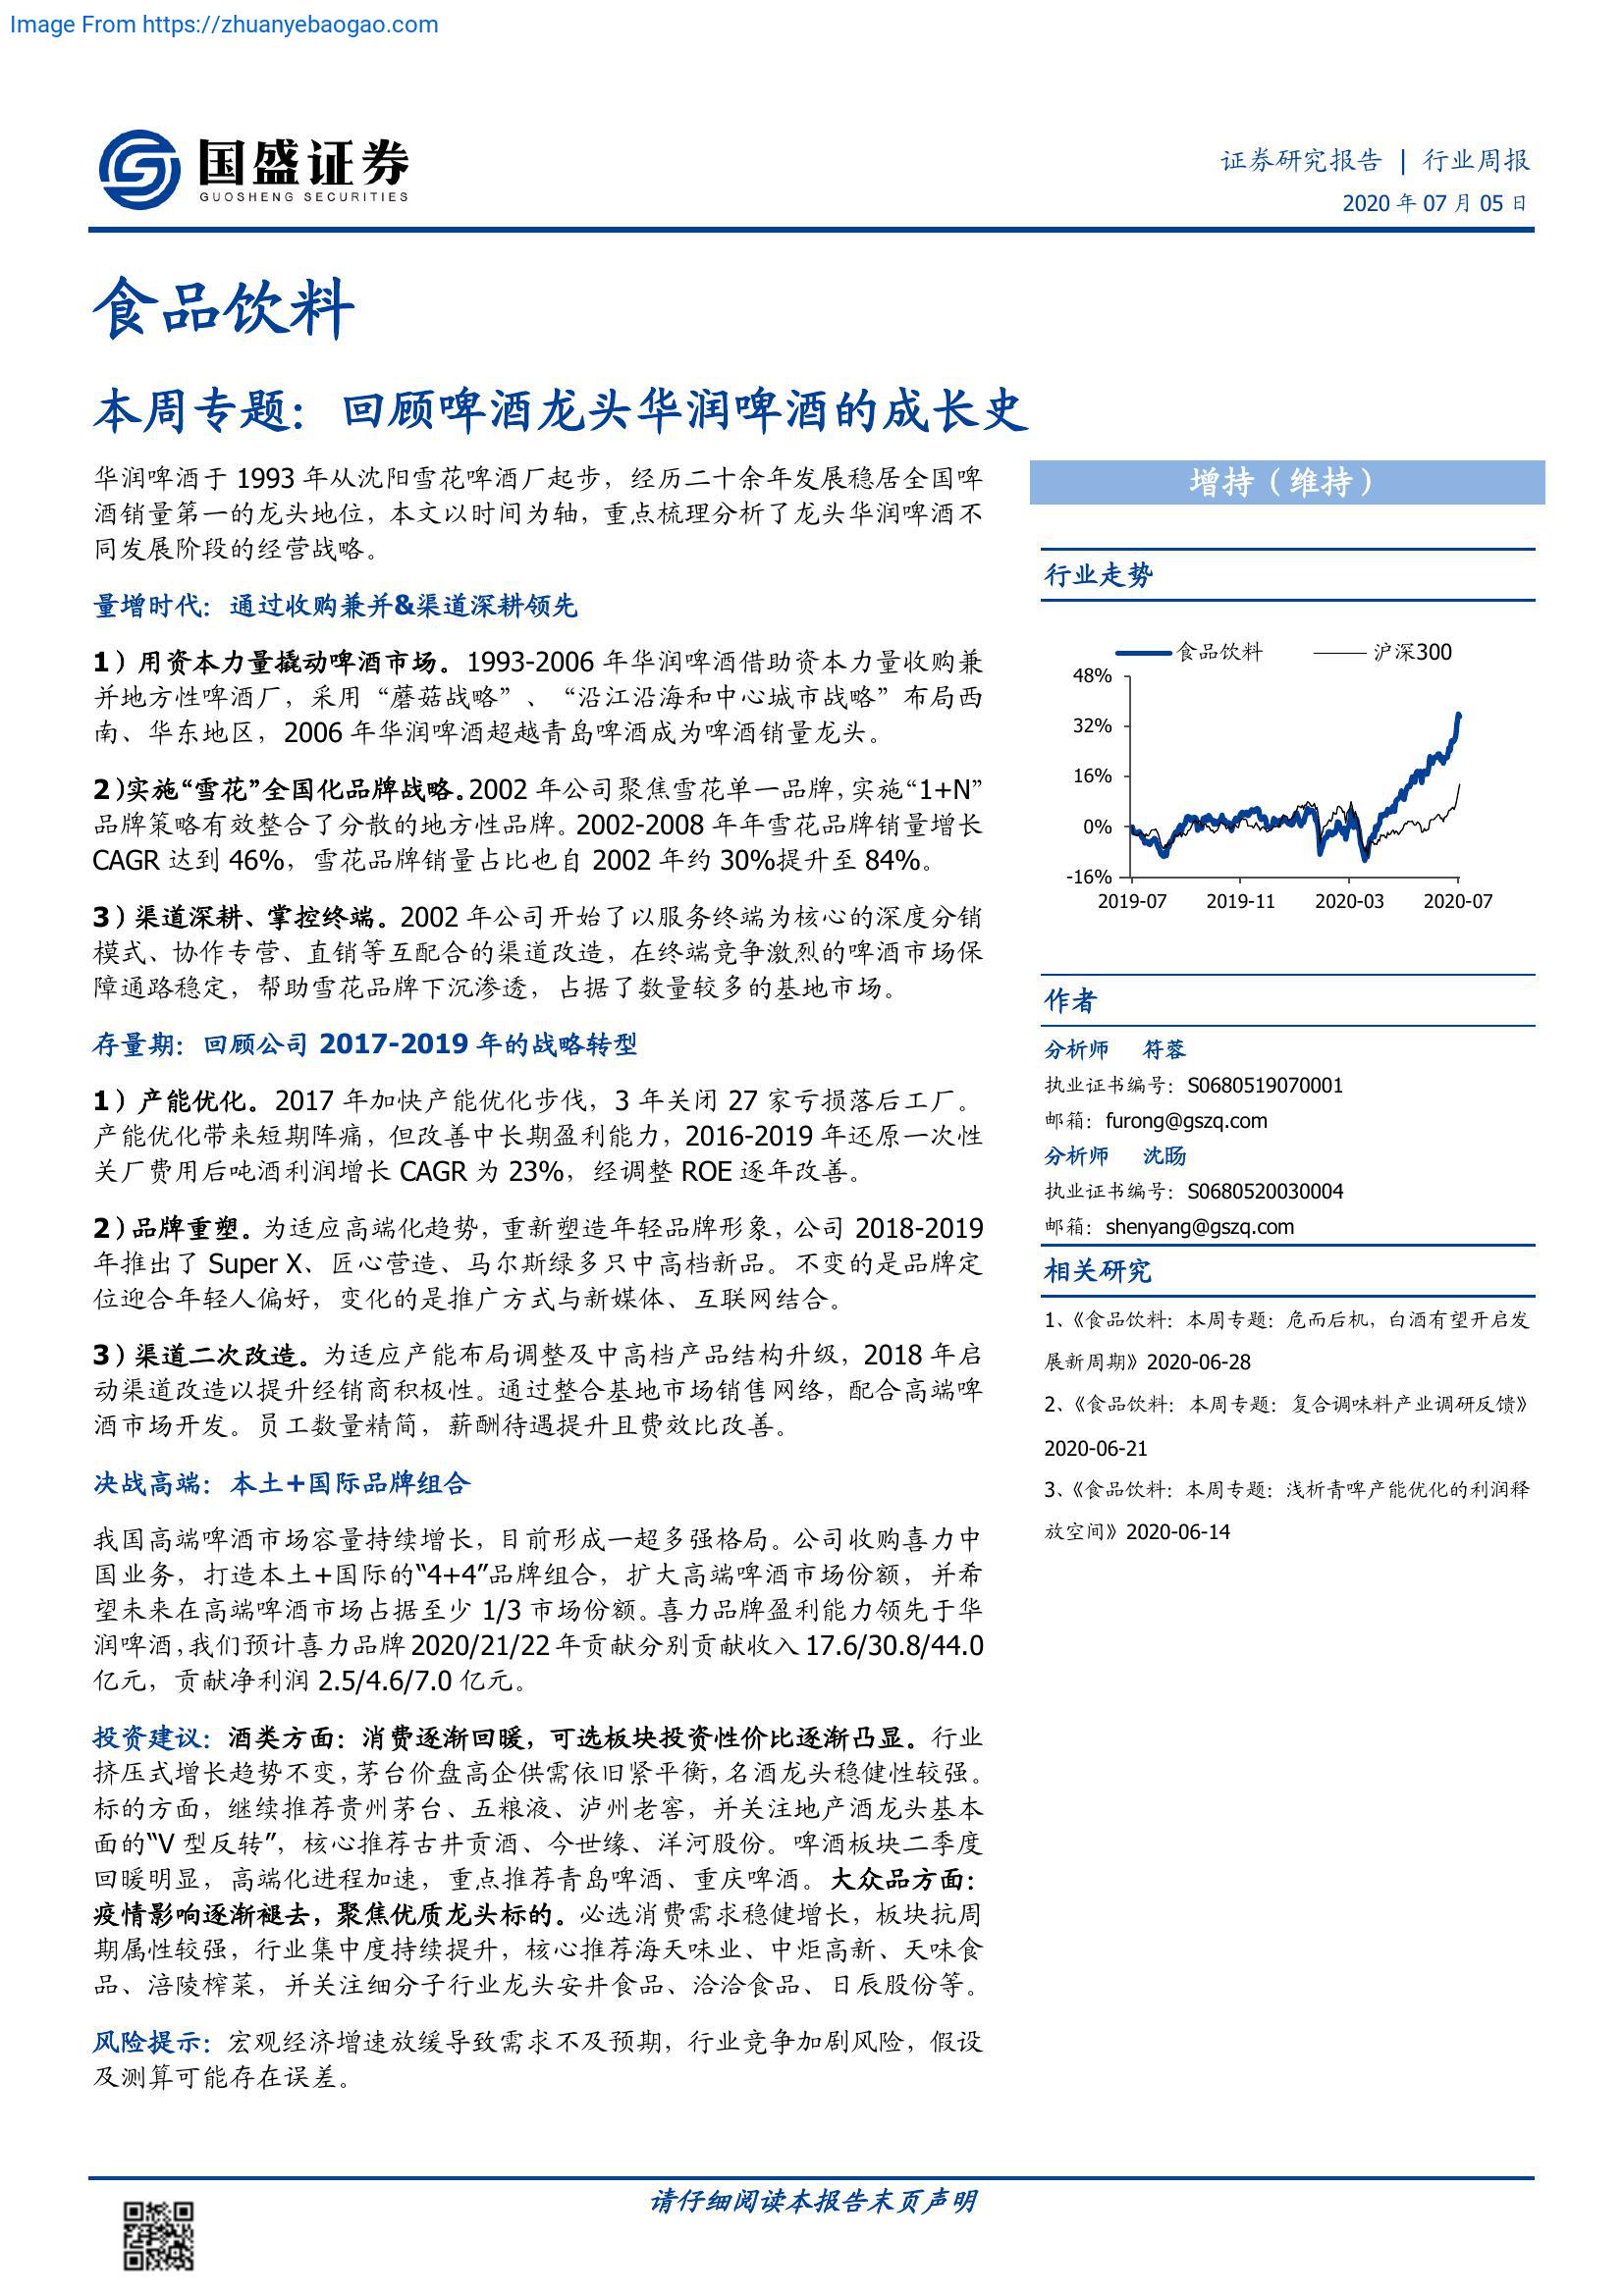 Image From https://zhuanyebaogao.com
国盛证券
GUOSHENG SECURITIES
证券研究报告 | 行业周报
2020 年 07 月 05 日
食品饮料
本周专题：回顾啤酒龙头华润啤酒的成长史
华润啤酒于 1993 年从沈阳雪花啤酒厂起步，经历二十余年发展稳居全国啤
酒销量第一的龙头地位，本文以时间为轴，重点梳理分析了龙头华润啤酒不
同发展阶段的经营战略。
量增时代：通过收购兼并&渠道深耕领先
1）用资本力量撬动啤酒市场。1993-2006 年华润啤酒借助资本力量收购兼
并地方性啤酒厂，采用“蘑菇战略”、“沿江沿海和中心城市战略”布局西
南、华东地区，2006 年华润啤酒超越青岛啤酒成为啤酒销量龙头。
2)实施“雪花”全国化品牌战略。2002 年公司聚焦雪花单一品牌，实施“1+N”
品牌策略有效整合了分散的地方性品牌。2002-2008 年年雪花品牌销量增长
CAGR 达到 46%，雪花品牌销量占比也自 2002 年约 30%提升至 84%。
3）渠道深耕、掌控终端。2002 年公司开始了以服务终端为核心的深度分销
模式、协作专营、直销等互配合的渠道改造，在终端竞争激烈的啤酒市场保
障通路稳定，帮助雪花品牌下沉渗透，占据了数量较多的基地市场。
存量期：回顾公司 2017-2019 年的战略转型
1）产能优化。2017 年加快产能优化步伐，3 年关闭 27 家亏损落后工厂。
产能优化带来短期阵痛，但改善中长期盈利能力，2016-2019 年还原一次性
关厂费用后吨酒利润增长 CAGR 为 23%，经调整 ROE 逐年改善。
2）品牌重塑。为适应高端化趋势，重新塑造年轻品牌形象，公司 2018-2019
年推出了 Super X、匠心营造、马尔斯绿多只中高档新品。不变的是品牌定
位迎合年轻人偏好，变化的是推广方式与新媒体、互联网结合。
3）渠道二次改造。为适应产能布局调整及中高档产品结构升级，2018 年启
动渠道改造以提升经销商积极性。通过整合基地市场销售网络，配合高端啤
酒市场开发。员工数量精简，薪酬待遇提升且费效比改善。
决战高端：本土+国际品牌组合
我国高端啤酒市场容量持续增长，目前形成一超多强格局。公司收购喜力中
国业务，打造本土+国际的“4+4”品牌组合，扩大高端啤酒市场份额，并希
望未来在高端啤酒市场占据至少 1/3 市场份额。喜力品牌盈利能力领先于华
润啤酒，我们预计喜力品牌 2020/21/22 年贡献分别贡献收入 17.6/30.8/44.0
亿元，贡献净利润 2.5/4.6/7.0 亿元。
投资建议：酒类方面：消费逐渐回暖，可选板块投资性价比逐渐凸显。行业
挤压式增长趋势不变，茅台价盘高企供需依旧紧平衡，名酒龙头稳健性较强。
标的方面，继续推荐贵州茅台、五粮液、泸州老窖，并关注地产酒龙头基本
面的“V 型反转”，核心推荐古井贡酒、今世缘、洋河股份。啤酒板块二季度
回暖明显，高端化进程加速，重点推荐青岛啤酒、重庆啤酒。大众品方面：
疫情影响逐渐褪去，聚焦优质龙头标的。必选消费需求稳健增长，板块抗周
期属性较强，行业集中度持续提升，核心推荐海天味业、中炬高新、天味食
品、涪陵榨菜，并关注细分子行业龙头安井食品、洽洽食品、日辰股份等。
风险提示：宏观经济增速放缓导致需求不及预期，行业竞争加剧风险，假设
及测算可能存在误差。
增持（维持）
行业走势
食品饮料 沪深300
48%
32%
16%
0%
-16%
2019-07 2019-11 2020-03 2020-07
作者
分析师 符蓉
执业证书编号：S0680519070001
邮箱：furong@gszq.com
分析师 沈旸
执业证书编号：S0680520030004
邮箱：shenyang@gszq.com
相关研究
1、《食品饮料：本周专题：危而后机，白酒有望开启发
展新周期》2020-06-28
2、《食品饮料：本周专题：复合调味料产业调研反馈》
2020-06-21
3、《食品饮料：本周专题：浅析青啤产能优化的利润释
放空间》2020-06-14
请仔细阅读本报告末页声明